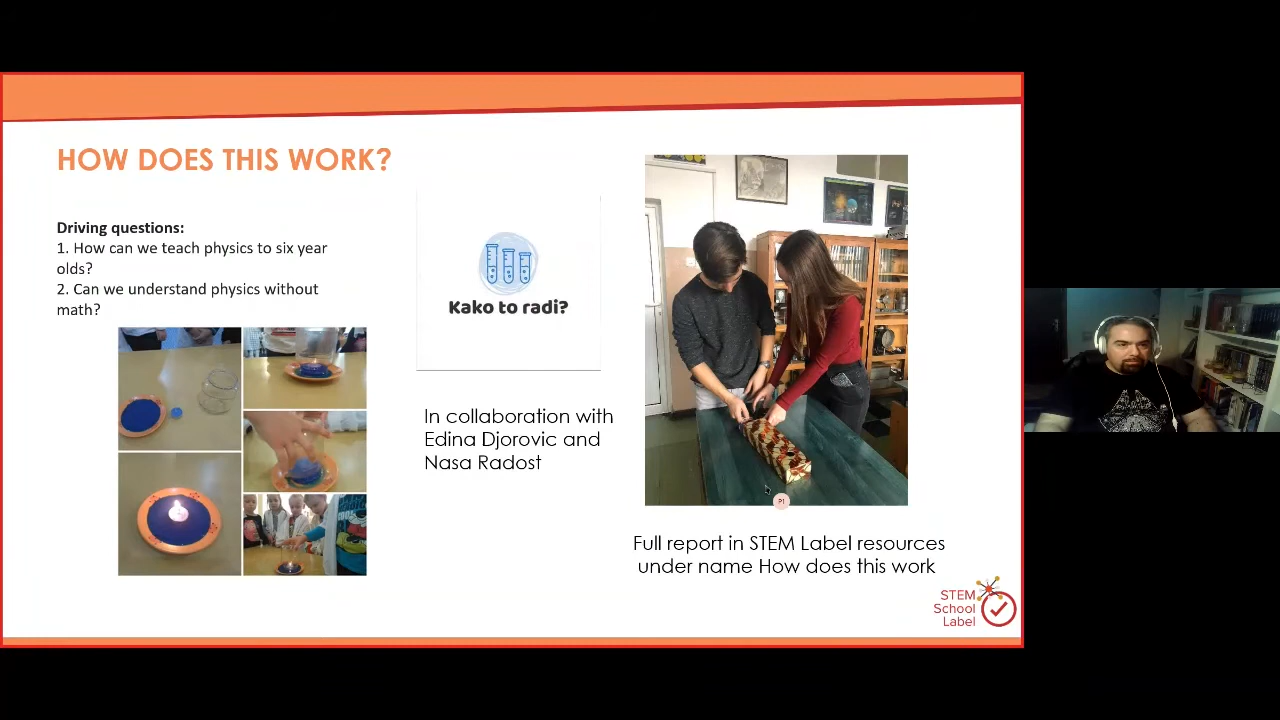 HOW DOES THIS WORK?
Driving questions:
1. How can we teach physics to six year
olds?
2. Can we understand physics without
math?
Kako to radi?
In collaboration with
Edina Djorovic and
Nasa Radost
P1
Full report in STEM Label resources
under name How does this work
STEM
School
Label